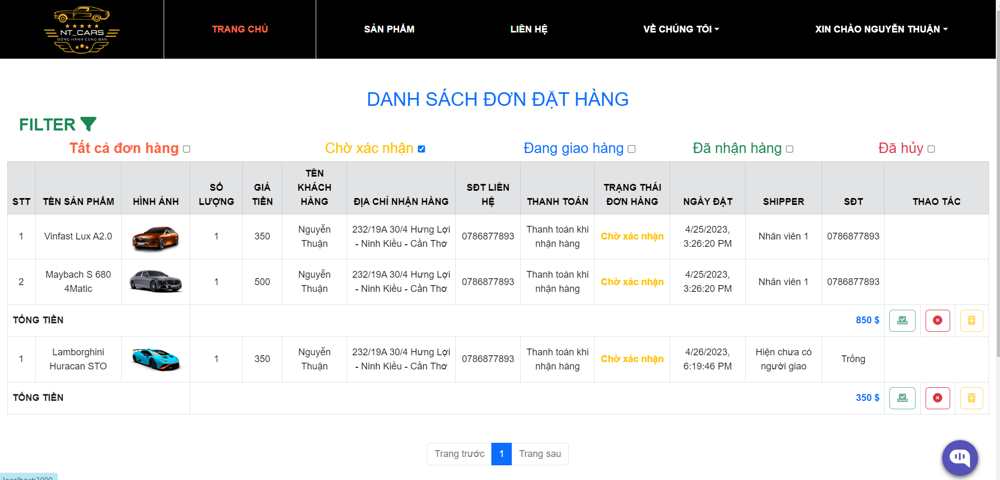 NT_CARS
ĐỒNG HÀNH CÙNG BẠN
TRANG CHỦ
SẢN PHẨM
LIÊN HỆ
VỀ CHÚNG TÔI
XIN CHÀO NGUYỄN THUẬN
DANH SÁCH ĐƠN ĐẶT HÀNG
FILTER
Tất cả đơn hàng
Chờ xác nhận
Đang giao hàng
Đã nhận hàng
Đã hủy
STT
TÊN SẢN PHẨM
HÌNH ẢNH
SỐ
LƯỢNG
GIÁ
TIỀN
TÊN
KHÁCH
HÀNG
ĐỊA CHỈ NHẬN HÀNG
SĐT LIÊN
HỆ
THANH TOÁN
TRẠNG THÁI
ĐƠN HÀNG
NGÀY ĐẶT
SHIPPER
SĐT
THAO TÁC
1
Vinfast Lux A2.0
1
350
Nguyễn
Thuận
232/19A 30/4 Hưng Lợi
- Ninh Kiều - Cần Thơ
0786877893
Thanh toán khi
nhận hàng
Chờ xác nhận
4/25/2023,
3:26:20 PM
Nhân viên 1
0786877893
2
Maybach S 680
4Matic
1
500
Nguyễn
Thuận
232/19A 30/4 Hưng Lợi
- Ninh Kiều - Cần Thơ
0786877893
Thanh toán khi
nhận hàng
Chờ xác nhận
4/25/2023,
3:26:20 PM
Nhân viên 1
0786877893
TỔNG TIỀN
850 $
1
Lamborghini
Huracan STO
1
350
Nguyễn
Thuận
232/19A 30/4 Hưng Lợi
- Ninh Kiều - Cần Thơ
0786877893
Thanh toán khi
nhận hàng
Chờ xác nhận
4/26/2023,
6:19:46 PM
Hiện chưa có
người giao
Trống
TỔNG TIỀN
350 $
Trang trước
1
Trang sau
localhost:3000